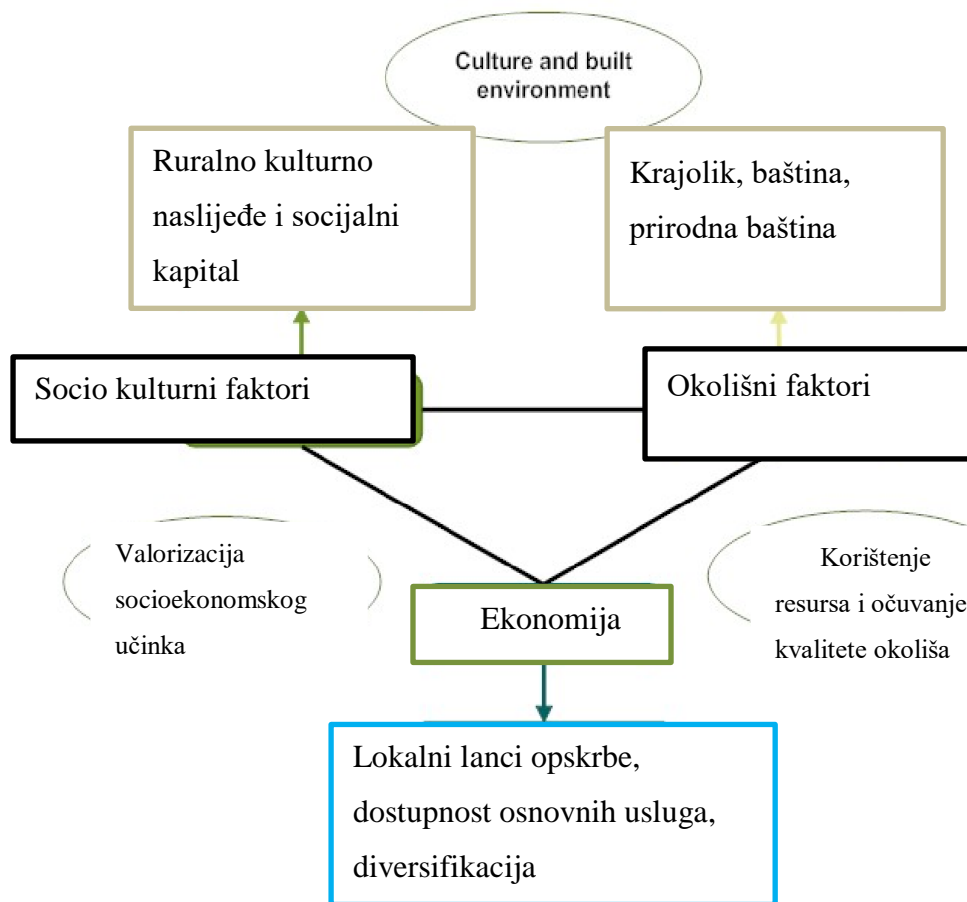 Culture and built
environment
Ruralno kulturno
naslijeđe i socijalni
kapital
Krajolik, baština,
prirodna baština
Socio kulturni faktori
Okolišni faktori
Valorizacija
socioekonomskog
učinka
Ekonomija
Korištenje
resursa i očuvanje
kvalitete okoliša
Lokalni lanci opskrbe,
dostupnost osnovnih usluga,
diversifikacija